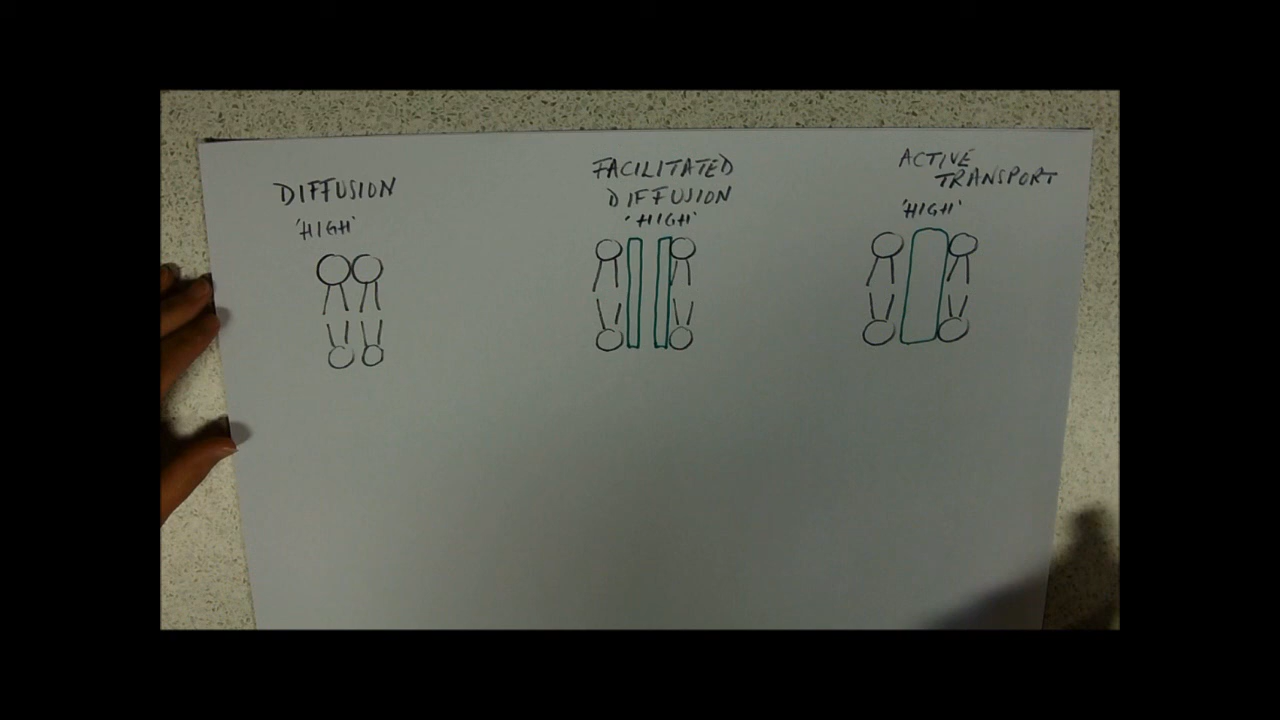 DIFFUSION
'HIGH'
FACILITATED
DIFFUSION
'HIGH'
ACTIVE
TRANSPORT
'HIGH'